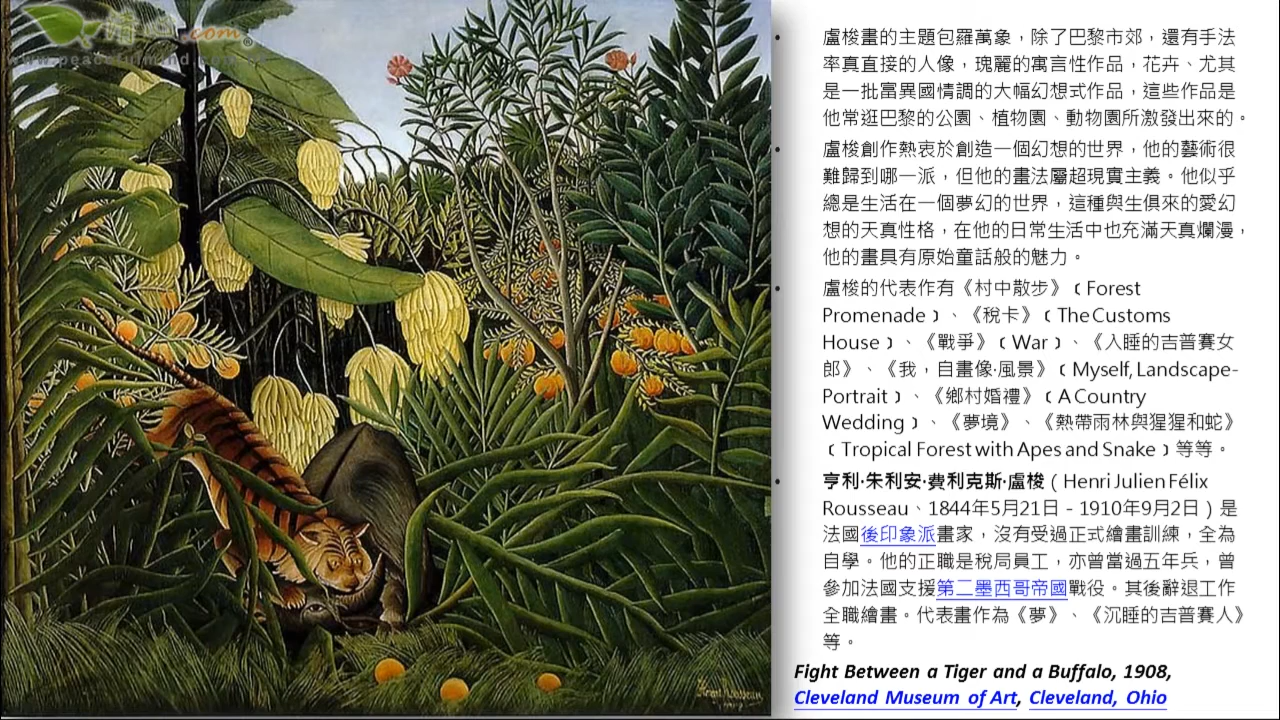 靖心.com®
盧梭畫的主題包羅萬象，除了巴黎市郊，還有手法
率真直接的人像，瑰麗的寓言性作品，花卉、尤其
是一批富異國情調的大幅幻想式作品，這些作品是
他常逛巴黎的公園、植物園、動物園所激發出來的。
盧梭創作熱衷於創造一個幻想的世界，他的藝術很
難歸到哪一派，但他的畫法屬超現實主義。他似乎
總是生活在一個夢幻的世界，這種與生俱來的愛幻
想的天真性格，在他的日常生活中也充滿天真爛漫，
他的畫具有原始童話般的魅力。
盧梭的代表作有《村中散步》﹝Forest
Promenade﹞、《稅卡》﹝The Customs
House﹞、《戰爭》﹝War﹞、《入睡的吉普賽女
郎》、《我，自畫像·風景》﹝Myself, Landscape-
Portrait﹞、《鄉村婚禮》﹝A Country
Wedding﹞、《夢境》、《熱帶雨林與猩猩和蛇》
﹝Tropical Forest with Apes and Snake﹞等等。
亨利·朱利安·費利克斯·盧梭（Henri Julien Félix
Rousseau、1844年5月21日－1910年9月2日）是
法國後印象派畫家，沒有受過正式繪畫訓練，全為
自學。他的正職是稅局員工，亦曾當過五年兵，曾
參加法國支援第二墨西哥帝國戰役。其後辭退工作
全職繪畫。代表畫作為《夢》、《沉睡的吉普賽人》
等。
Fight Between a Tiger and a Buffalo, 1908,
Cleveland Museum of Art, Cleveland, Ohio
Henri Rousseau